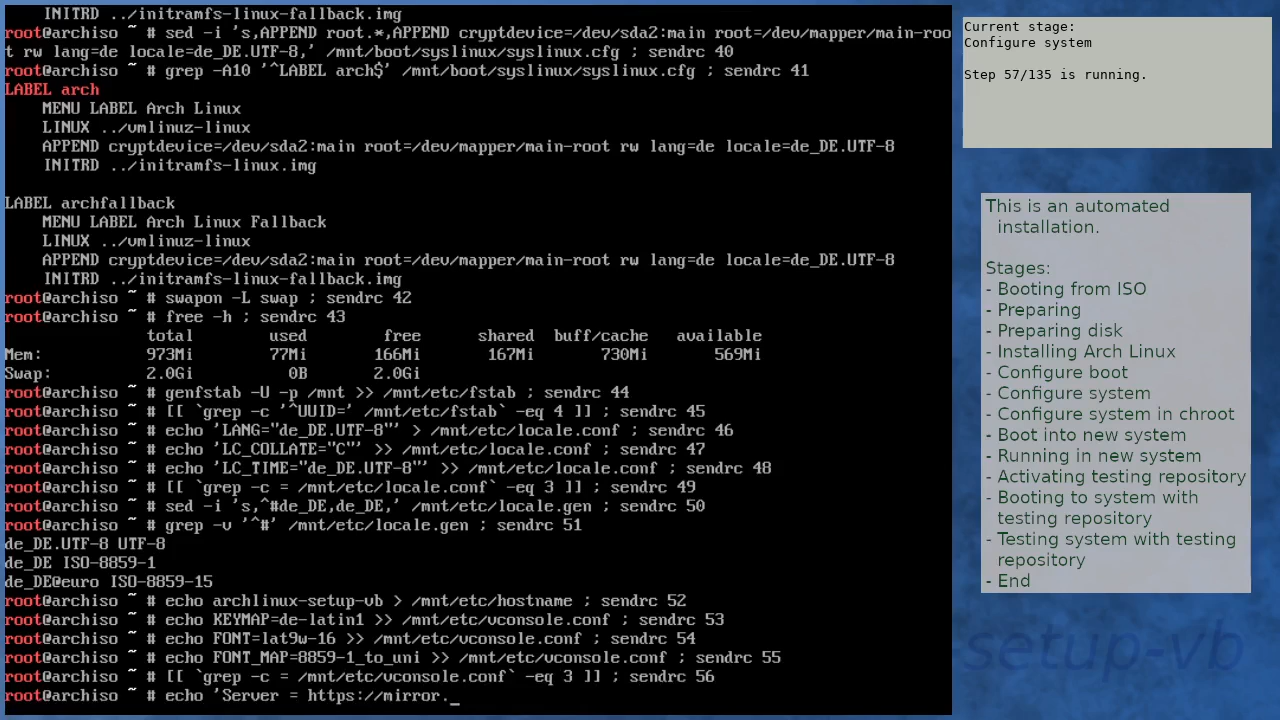 INITRD ../initramfs-linux-fallback.img
root@archiso ~ # sed -i 's,APPEND root.*,APPEND cryptdevice=/dev/sda2:main root=/dev/mapper/main-roo
t rw lang=de locale=de_DE.UTF-8,' /mnt/boot/syslinux/syslinux.cfg ; sendrc 40
root@archiso ~ # grep -A10 '^LABEL arch$' /mnt/boot/syslinux/syslinux.cfg ; sendrc 41
LABEL arch
    MENU LABEL Arch Linux
    LINUX ../vmlinuz-linux
    APPEND cryptdevice=/dev/sda2:main root=/dev/mapper/main-root rw lang=de locale=de_DE.UTF-8
    INITRD ../initramfs-linux.img

LABEL archfallback
    MENU LABEL Arch Linux Fallback
    LINUX ../vmlinuz-linux
    APPEND cryptdevice=/dev/sda2:main root=/dev/mapper/main-root rw lang=de locale=de_DE.UTF-8
    INITRD ../initramfs-linux-fallback.img
root@archiso ~ # swapon -L swap ; sendrc 42
root@archiso ~ # free -h ; sendrc 43
               total        used        free      shared  buff/cache   available
Mem:           973Mi        77Mi       166Mi       167Mi       730Mi       569Mi
Swap:          2.0Gi          0B       2.0Gi
root@archiso ~ # genfstab -U -p /mnt >> /mnt/etc/fstab ; sendrc 44
root@archiso ~ # [[ `grep -c '^UUID=' /mnt/etc/fstab` -eq 4 ]] ; sendrc 45
root@archiso ~ # echo 'LANG="de_DE.UTF-8"' > /mnt/etc/locale.conf ; sendrc 46
root@archiso ~ # echo 'LC_COLLATE="C"' >> /mnt/etc/locale.conf ; sendrc 47
root@archiso ~ # echo 'LC_TIME="de_DE.UTF-8"' >> /mnt/etc/locale.conf ; sendrc 48
root@archiso ~ # [[ `grep -c = /mnt/etc/locale.conf` -eq 3 ]] ; sendrc 49
root@archiso ~ # sed -i 's,^#de_DE,de_DE,' /mnt/etc/locale.gen ; sendrc 50
root@archiso ~ # grep -v '^#' /mnt/etc/locale.gen ; sendrc 51
de_DE.UTF-8 UTF-8
de_DE ISO-8859-1
de_DE@euro ISO-8859-15
root@archiso ~ # echo archlinux-setup-vb > /mnt/etc/hostname ; sendrc 52
root@archiso ~ # echo KEYMAP=de-latin1 >> /mnt/etc/vconsole.conf ; sendrc 53
root@archiso ~ # echo FONT=lat9w-16 >> /mnt/etc/vconsole.conf ; sendrc 54
root@archiso ~ # echo FONT_MAP=8859-1_to_uni >> /mnt/etc/vconsole.conf ; sendrc 55
root@archiso ~ # [[ `grep -c = /mnt/etc/vconsole.conf` -eq 3 ]] ; sendrc 56
root@archiso ~ # echo 'Server = https://mirror._
Current stage:
Configure system

Step 57/135 is running.

This is an automated
installation.

Stages:
- Booting from ISO
- Preparing
- Preparing disk
- Installing Arch Linux
- Configure boot
- Configure system
- Configure system in chroot
- Boot into new system
- Running in new system
- Activating testing repository
- Booting to system with
testing repository
- Testing system with testing
repository
- End
setup-vb